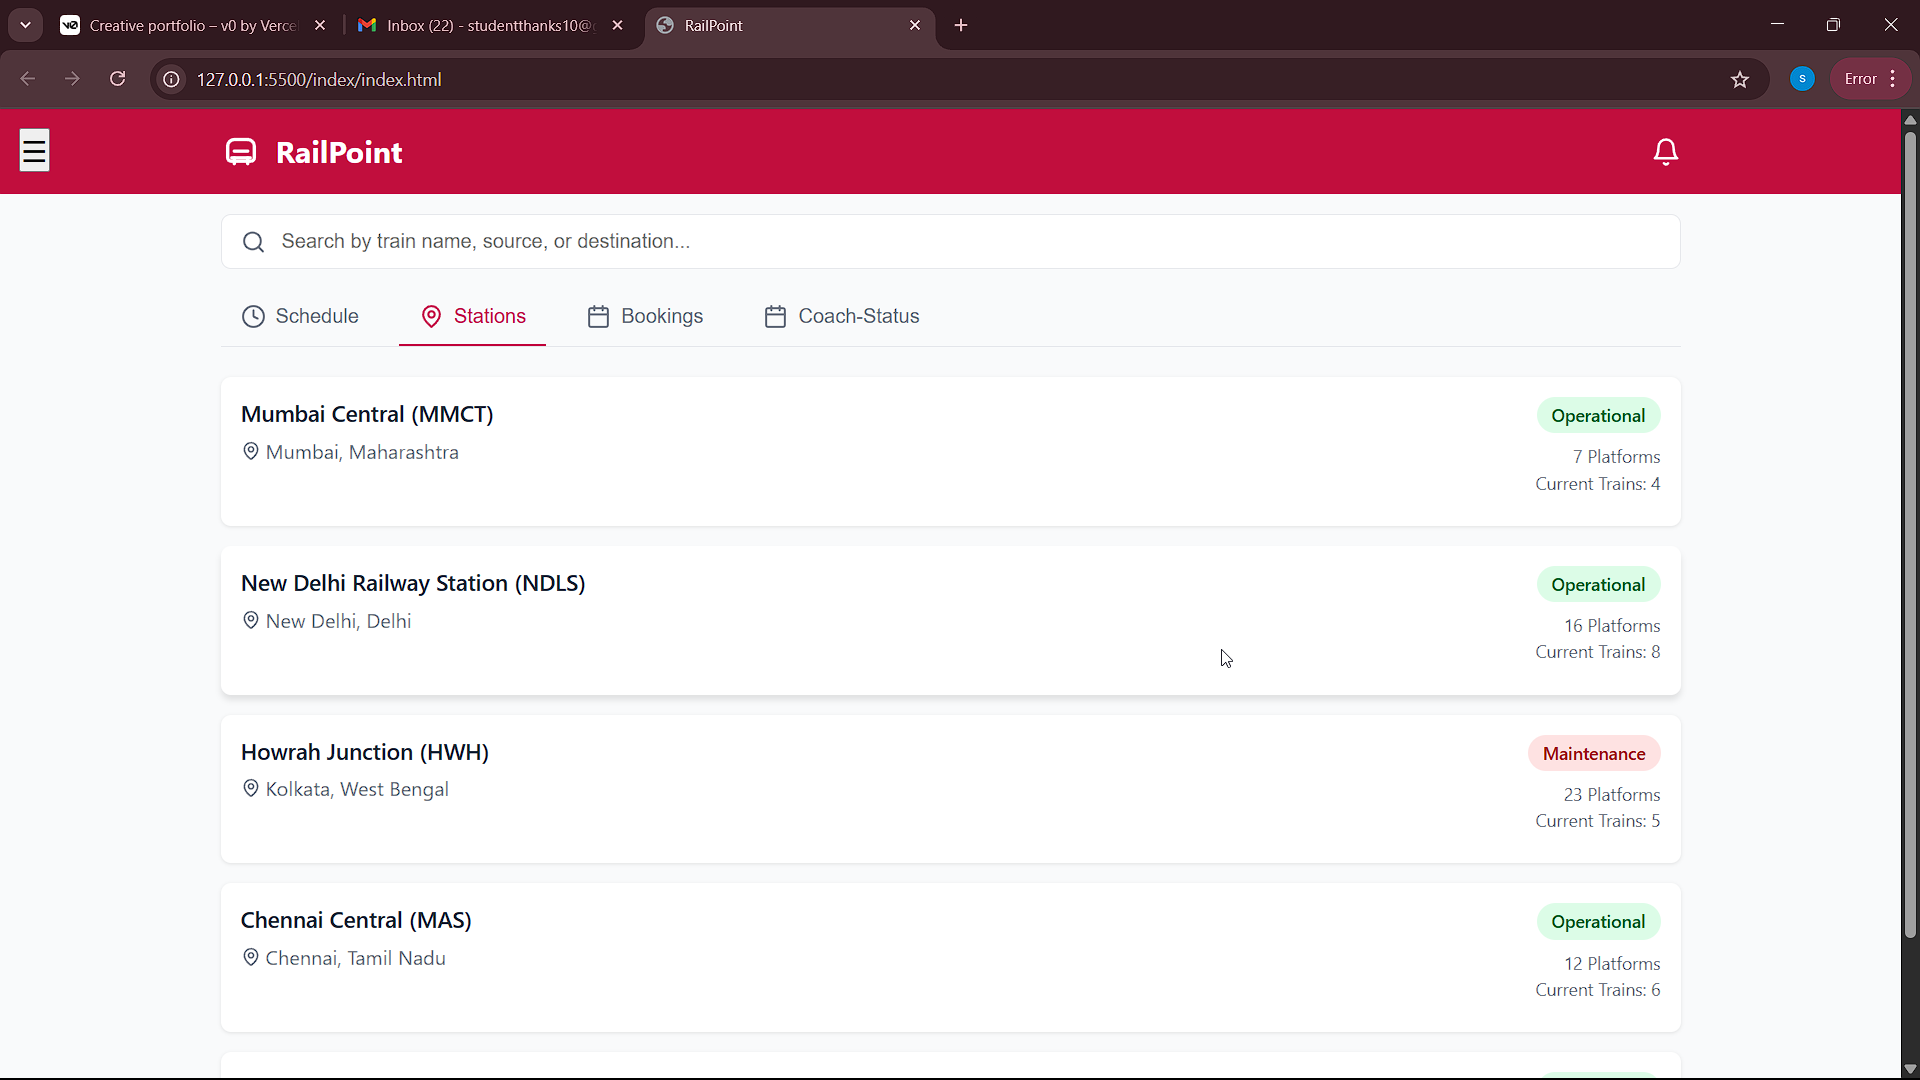 Creative portfolio – v0 by Verce
Inbox (22) - studentthanks10@
RailPoint
127.0.0.1:5500/index/index.html
S
Error
RailPoint
Search by train name, source, or destination...
Schedule
Stations
Bookings
Coach-Status
Mumbai Central (MMCT)
Operational
Mumbai, Maharashtra
7 Platforms
Current Trains: 4
New Delhi Railway Station (NDLS)
Operational
New Delhi, Delhi
16 Platforms
Current Trains: 8
Howrah Junction (HWH)
Maintenance
Kolkata, West Bengal
23 Platforms
Current Trains: 5
Chennai Central (MAS)
Operational
Chennai, Tamil Nadu
12 Platforms
Current Trains: 6